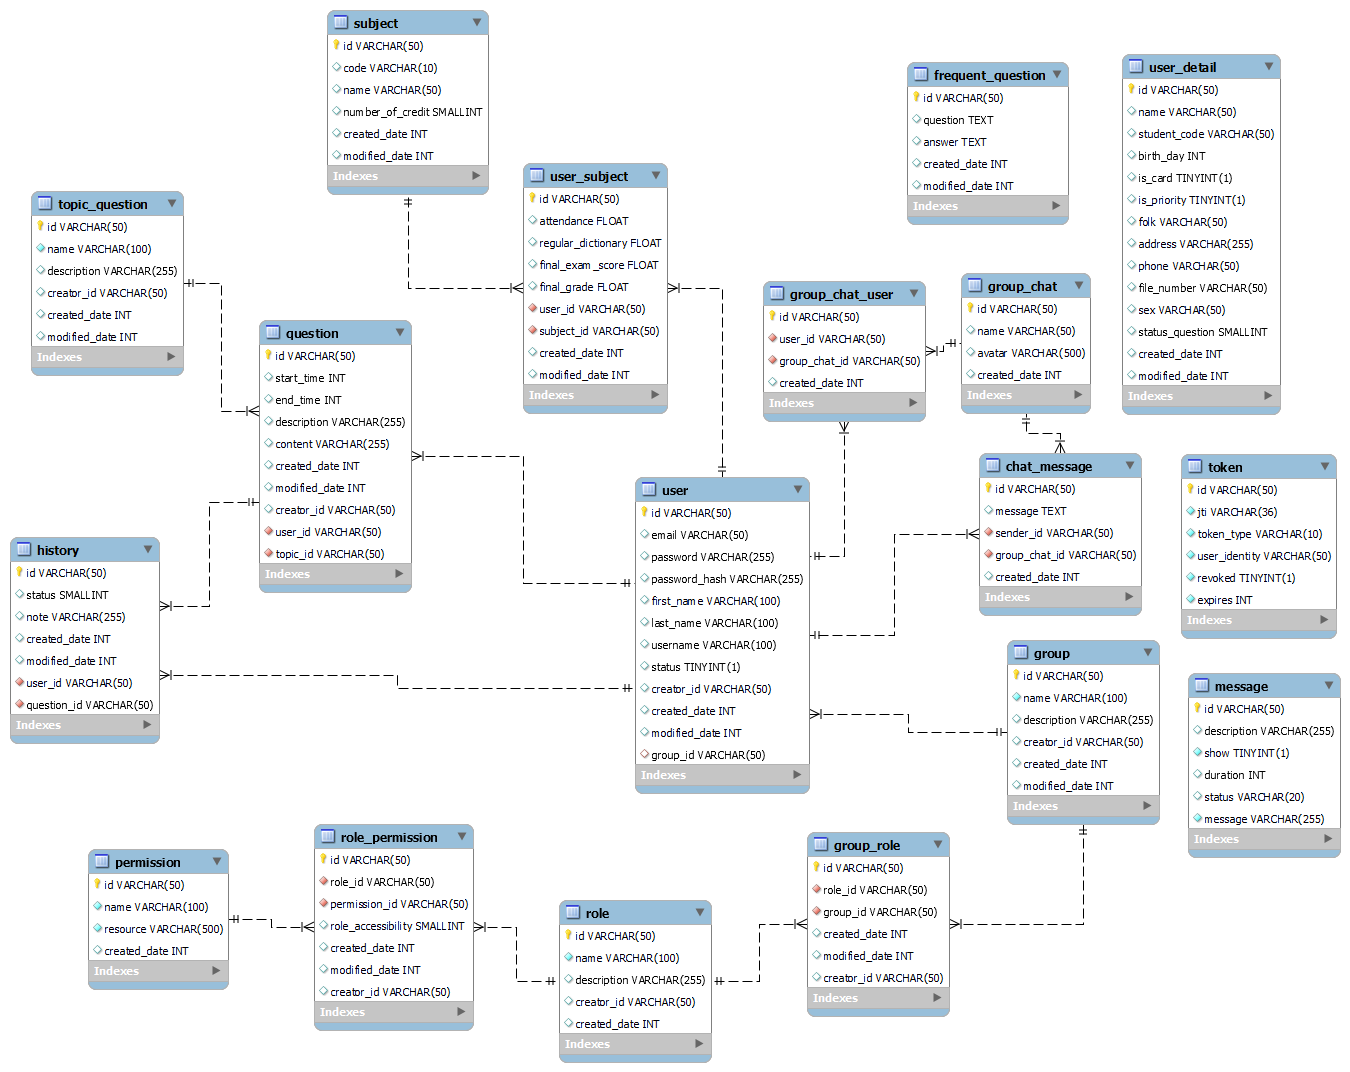 subject
id VARCHAR(50)
code VARCHAR(10)
name VARCHAR(50)
number_of_credit SMALLINT
created_date INT
modified_date INT
Indexes
topic_question
id VARCHAR(50)
name VARCHAR(100)
description VARCHAR(255)
creator_id VARCHAR(50)
created_date INT
modified_date INT
Indexes
user_subject
id VARCHAR(50)
attendance FLOAT
regular_dictionary FLOAT
final_exam_score FLOAT
final_grade FLOAT
user_id VARCHAR(50)
subject_id VARCHAR(50)
created_date INT
modified_date INT
Indexes
frequent_question
id VARCHAR(50)
question TEXT
answer TEXT
created_date INT
modified_date INT
Indexes
user_detail
id VARCHAR(50)
name VARCHAR(50)
student_code VARCHAR(50)
birth_day INT
is_card TINYINT(1)
is_priority TINYINT(1)
folk VARCHAR(50)
address VARCHAR(255)
phone VARCHAR(50)
file_number VARCHAR(50)
sex VARCHAR(50)
status_question SMALLINT
created_date INT
modified_date INT
Indexes
question
id VARCHAR(50)
start_time INT
end_time INT
description VARCHAR(255)
content VARCHAR(255)
created_date INT
modified_date INT
creator_id VARCHAR(50)
user_id VARCHAR(50)
topic_id VARCHAR(50)
Indexes
group_chat_user
id VARCHAR(50)
user_id VARCHAR(50)
group_chat_id VARCHAR(50)
created_date INT
Indexes
group_chat
id VARCHAR(50)
name VARCHAR(50)
avatar VARCHAR(500)
created_date INT
Indexes
history
id VARCHAR(50)
status SMALLINT
note VARCHAR(255)
created_date INT
modified_date INT
user_id VARCHAR(50)
question_id VARCHAR(50)
Indexes
user
id VARCHAR(50)
email VARCHAR(50)
password VARCHAR(255)
password_hash VARCHAR(255)
first_name VARCHAR(100)
last_name VARCHAR(100)
username VARCHAR(100)
status TINYINT(1)
creator_id VARCHAR(50)
created_date INT
modified_date INT
group_id VARCHAR(50)
Indexes
chat_message
id VARCHAR(50)
message TEXT
sender_id VARCHAR(50)
group_chat_id VARCHAR(50)
created_date INT
Indexes
token
id VARCHAR(50)
jti VARCHAR(36)
token_type VARCHAR(10)
user_identity VARCHAR(50)
revoked TINYINT(1)
expires INT
Indexes
group
id VARCHAR(50)
name VARCHAR(100)
description VARCHAR(255)
creator_id VARCHAR(50)
created_date INT
modified_date INT
Indexes
message
id VARCHAR(50)
description VARCHAR(255)
show TINYINT(1)
duration INT
status VARCHAR(20)
message VARCHAR(255)
Indexes
permission
id VARCHAR(50)
name VARCHAR(100)
resource VARCHAR(500)
created_date INT
Indexes
role_permission
id VARCHAR(50)
role_id VARCHAR(50)
permission_id VARCHAR(50)
role_accessibility SMALLINT
created_date INT
modified_date INT
creator_id VARCHAR(50)
Indexes
role
id VARCHAR(50)
name VARCHAR(100)
description VARCHAR(255)
creator_id VARCHAR(50)
created_date INT
Indexes
group_role
id VARCHAR(50)
role_id VARCHAR(50)
group_id VARCHAR(50)
created_date INT
modified_date INT
creator_id VARCHAR(50)
Indexes